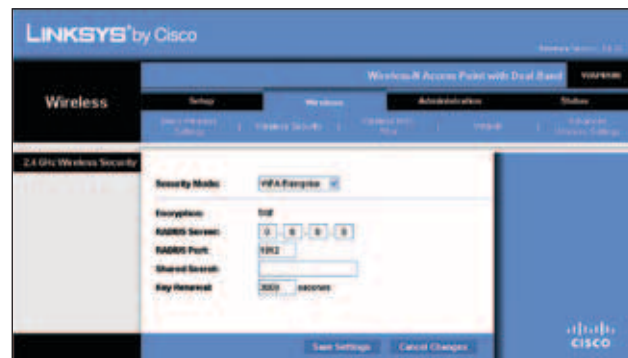 LINKSYS® by Cisco
Wireless-N Access Point with Dual-Band
Wireless
Setup
Wireless
Administration
Status
Wireless Security
2.4 GHz Wireless Security
Security Mode:
WPA Enterprise
Encryption:
RADIUS Server:
0 . 0 . 0 . 0
RADIUS Port:
1812
Shared Secret:
Key Renewal:
3600 seconds
Save Settings
Cancel Changes
CISCO